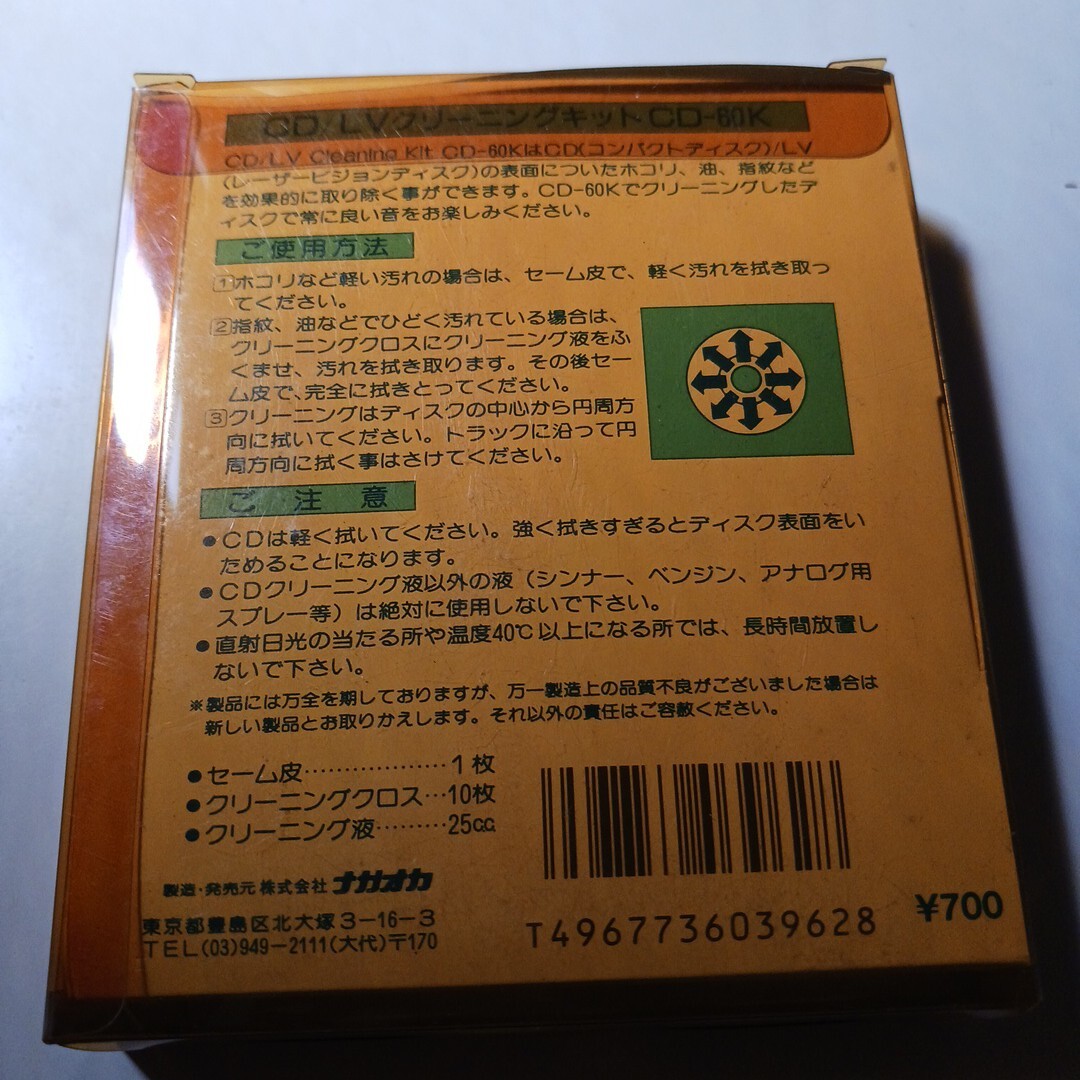 CD/LVクリーニングキット CD-60K
CD/LV Cleaning Kit CD-60KはCD(コンパクトディスク)/LV
(レーザービジョンディスク)の表面についたホコリ、油、指紋など
を効果的に取り除く事ができます。CD-60Kでクリーニングしたデ
ィスクで常に良い音をお楽しみください。
ご使用方法
1 ホコリなど軽い汚れの場合は、セーム皮で、軽く汚れを拭き取っ
てください。
2 指紋、油などでひどく汚れている場合は、
クリーニングクロスにクリーニング液をふ
くませ、汚れを拭き取ります。その後セー
ム皮で、完全に拭きとってください。
3 クリーニングはディスクの中心から円周方
向に拭いてください。トラックに沿って円
周方向に拭く事はさけてください。
ご注意
●CDは軽く拭いてください。強く拭きすぎるとディスク表面をい
ためることになります。
●CDクリーニング液以外の液（シンナー、ベンジン、アナログ用
スプレー等）は絶対に使用しないで下さい。
●直射日光の当たる所や温度40℃以上になる所では、長時間放置し
ないで下さい。
※製品には万全を期しておりますが、万一製造上の品質不良がございました場合は
新しい製品とお取りかえします。それ以外の責任はご容赦ください。
●セーム皮………………1枚
●クリーニングクロス…10枚
●クリーニング液………25c.c.
製造・発売元 株式会社 ナガオカ
東京都豊島区北大塚3-16-3
TEL(03)949-2111(大代)〒170
T4967736039628
¥700